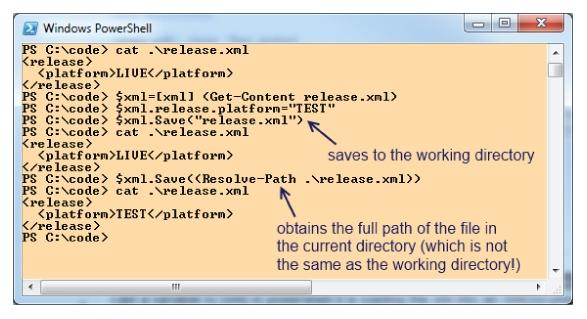 Windows PowerShell
PS C:\code> cat .\release.xml
<release>
  <platform>LIVE</platform>
</release>
PS C:\code> $xml=[xml] (Get-Content release.xml)
PS C:\code> $xml.release.platform="TEST"
PS C:\code> $xml.Save("release.xml")
PS C:\code> cat .\release.xml
<release>
  <platform>LIVE</platform>
</release>
saves to the working directory
PS C:\code> $xml.Save((Resolve-Path .\release.xml))
PS C:\code> cat .\release.xml
<release>
  <platform>TEST</platform>
</release>
PS C:\code>
obtains the full path of the file in
the current directory (which is not
the same as the working directory!)